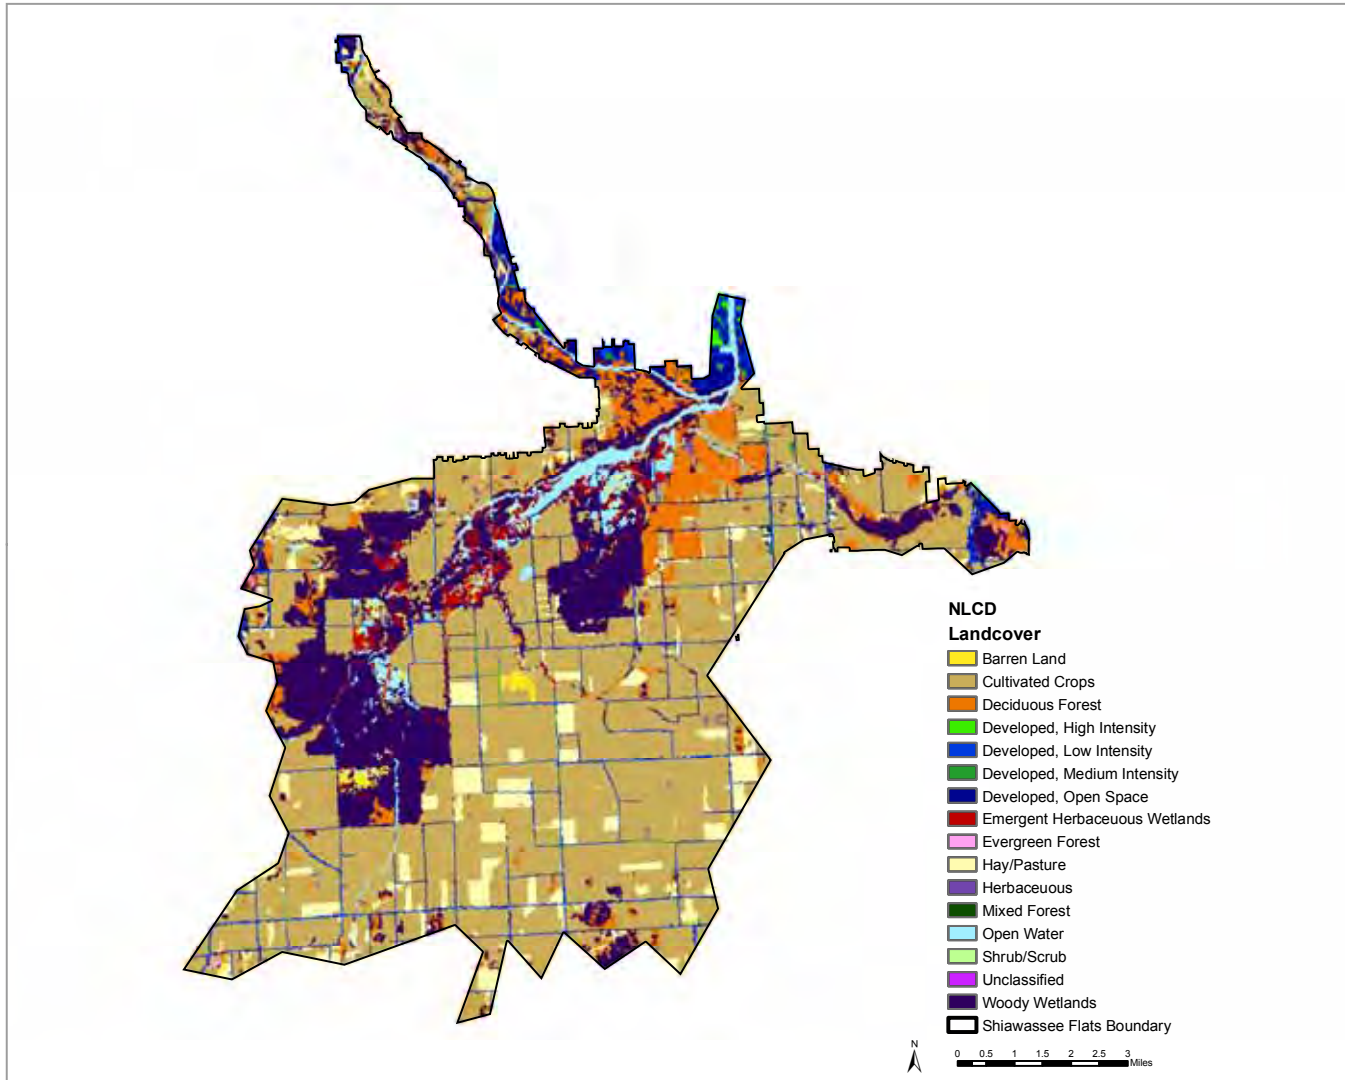 NLCD
Landcover
Barren Land
Cultivated Crops
Deciduous Forest
Developed, High Intensity
Developed, Low Intensity
Developed, Medium Intensity
Developed, Open Space
Emergent Herbaceuous Wetlands
Evergreen Forest
Hay/Pasture
Herbaceuous
Mixed Forest
Open Water
Shrub/Scrub
Unclassified
Woody Wetlands
Shiawassee Flats Boundary
N
0 0.5 1 1.5 2 2.5 3
Miles